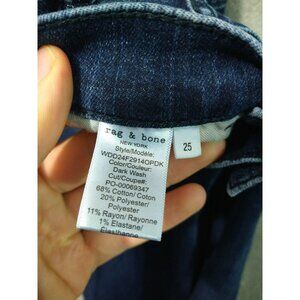 rag & bone
NEW YORK
Style/Modèle:
WDD24F2914OPDK
Color/Couleur:
Dark Wash
Cut/Coupe#:
PO-00069347
68% Cotton/ Coton
20% Polyester/
Polyester
11% Rayon/ Rayonne
1% Elastane/
Élasthanne
25